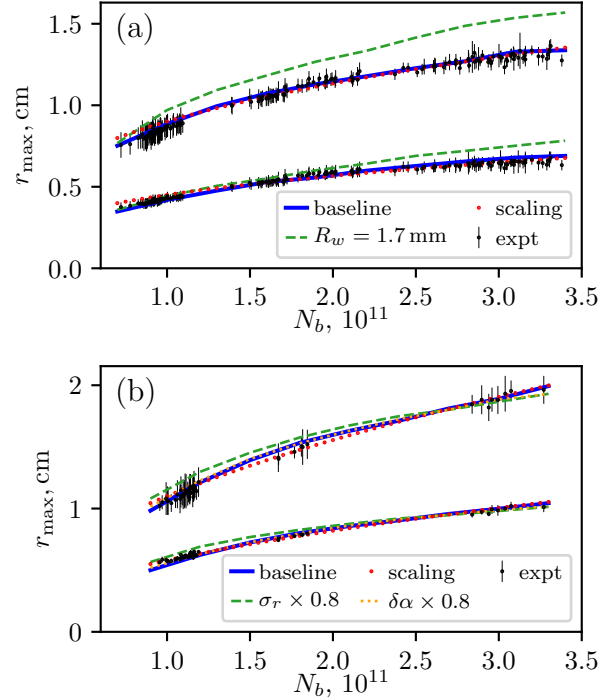 (a)
1.5
1.0
0.5
0.0
r_max, cm
baseline
scaling
R_w = 1.7 mm
expt
1.0 1.5 2.0 2.5 3.0 3.5
N_b, 10^11
(b)
2
1
0
r_max, cm
baseline
scaling
expt
σ_r × 0.8
δα × 0.8
1.0 1.5 2.0 2.5 3.0 3.5
N_b, 10^11